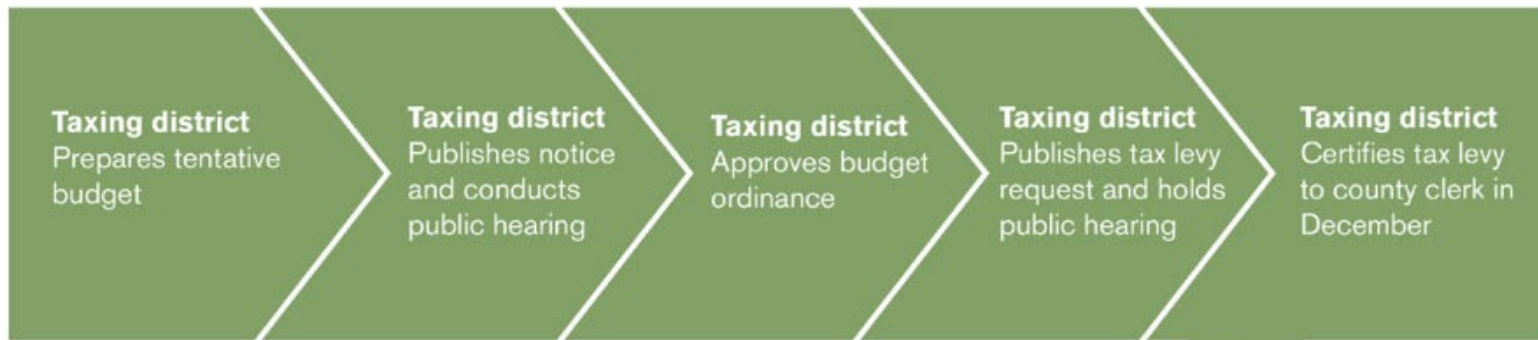 Taxing district
Prepares tentative
budget
Taxing district
Publishes notice
and conducts
public hearing
Taxing district
Approves budget
ordinance
Taxing district
Publishes tax levy
request and holds
public hearing
Taxing district
Certifies tax levy
to county clerk in
December